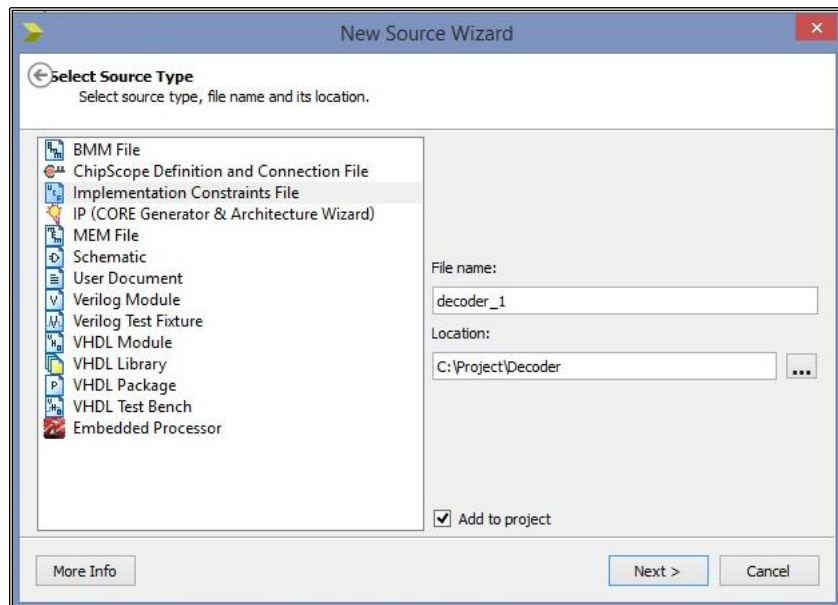 New Source Wizard
Select Source Type
Select source type, file name and its location.
BMM File
ChipScope Definition and Connection File
Implementation Constraints File
IP (CORE Generator & Architecture Wizard)
MEM File
Schematic
User Document
Verilog Module
Verilog Test Fixture
VHDL Module
VHDL Library
VHDL Package
VHDL Test Bench
Embedded Processor
File name:
decoder_1
Location:
C:\Project\Decoder
...
Add to project
More Info
Next >
Cancel